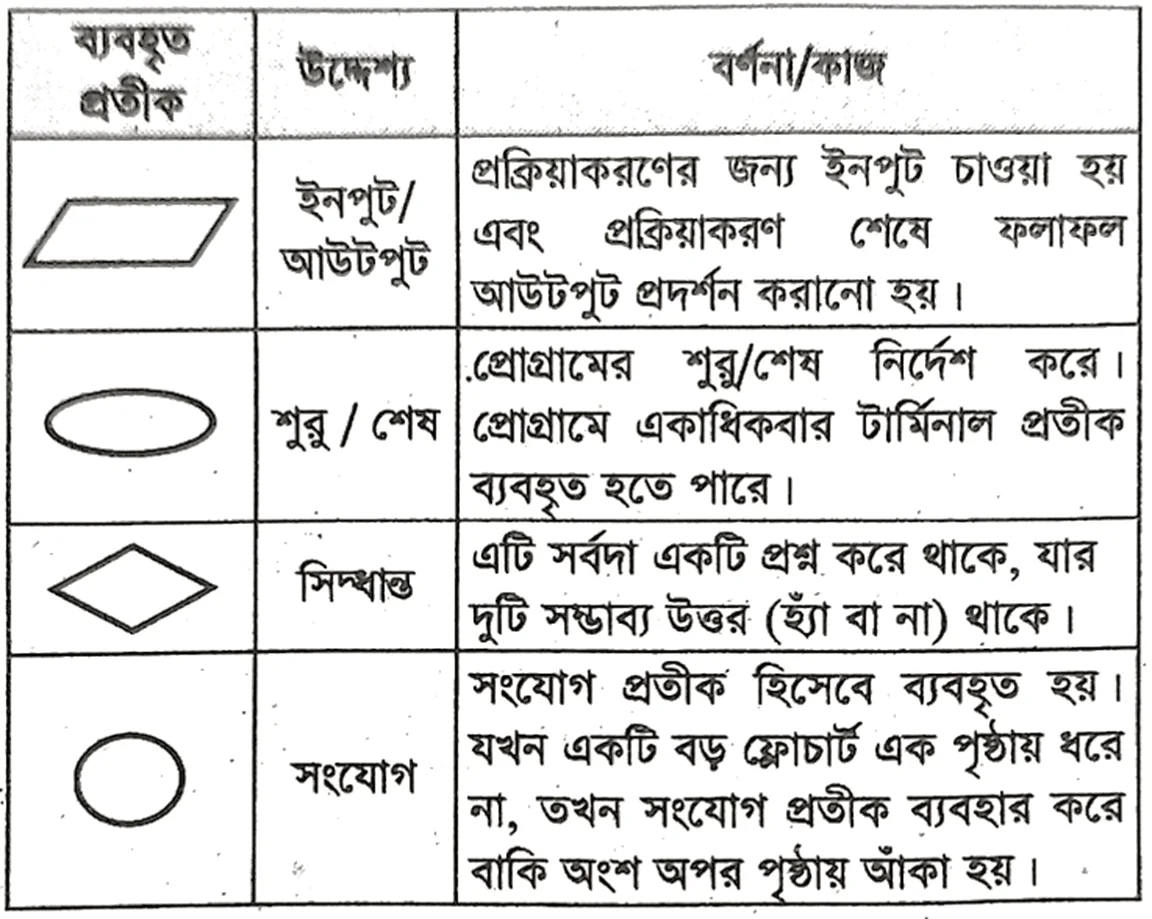 ব্যবহৃত
প্রতীক
উদ্দেশ্য
বর্ণনা/কাজ
ইনপুট/
আউটপুট
প্রক্রিয়াকরণের জন্য ইনপুট চাওয়া হয়
এবং প্রক্রিয়াকরণ শেষে ফলাফল
আউটপুট প্রদর্শন করানো হয়।
শুরু / শেষ
প্রোগ্রামের শুরু/শেষ নির্দেশ করে।
প্রোগ্রামে একাধিকবার টার্মিনাল প্রতীক
ব্যবহৃত হতে পারে।
সিদ্ধান্ত
এটি সর্বদা একটি প্রশ্ন করে থাকে, যার
দুটি সম্ভাব্য উত্তর (হ্যাঁ বা না) থাকে।
সংযোগ
সংযোগ প্রতীক হিসেবে ব্যবহৃত হয়।
যখন একটি বড় ফ্লোচার্ট এক পৃষ্ঠায় ধরে
না, তখন সংযোগ প্রতীক ব্যবহার করে
বাকি অংশ অপর পৃষ্ঠায় আঁকা হয়।